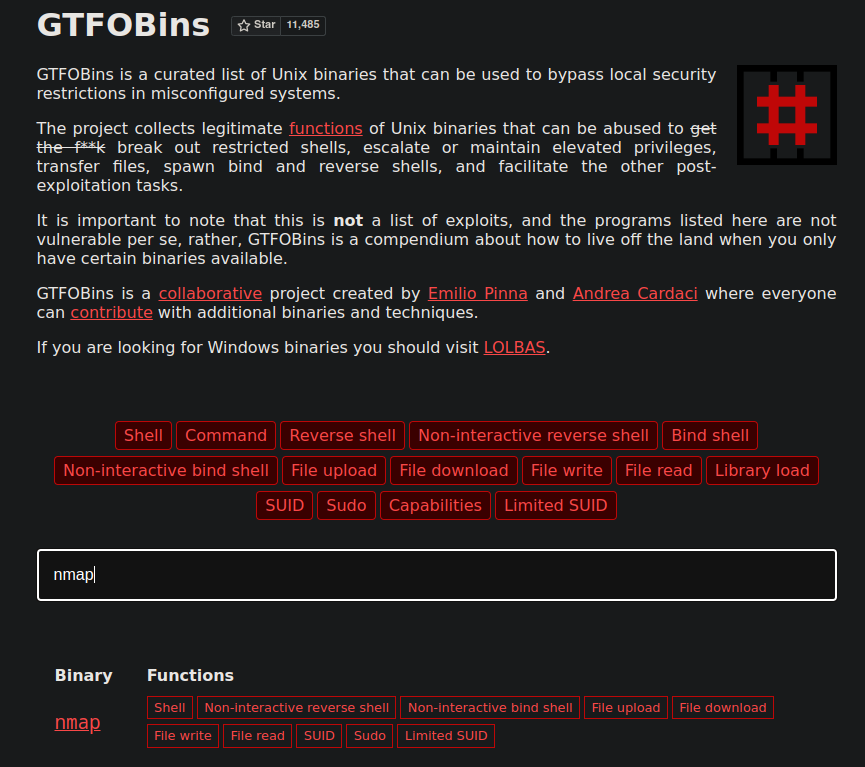 GTFOBins Star 11,485
GTFOBins is a curated list of Unix binaries that can be used to bypass local security
restrictions in misconfigured systems.
The project collects legitimate functions of Unix binaries that can be abused to get
the f**k break out restricted shells, escalate or maintain elevated privileges,
transfer files, spawn bind and reverse shells, and facilitate the other post-
exploitation tasks.
It is important to note that this is not a list of exploits, and the programs listed here are not
vulnerable per se, rather, GTFOBins is a compendium about how to live off the land when you only
have certain binaries available.
GTFOBins is a collaborative project created by Emilio Pinna and Andrea Cardaci where everyone
can contribute with additional binaries and techniques.
If you are looking for Windows binaries you should visit LOLBAS.
Shell Command Reverse shell Non-interactive reverse shell Bind shell
Non-interactive bind shell File upload File download File write File read Library load
SUID Sudo Capabilities Limited SUID
nmap
Binary Functions
nmap
Shell Non-interactive reverse shell Non-interactive bind shell File upload File download
File write File read SUID Sudo Limited SUID